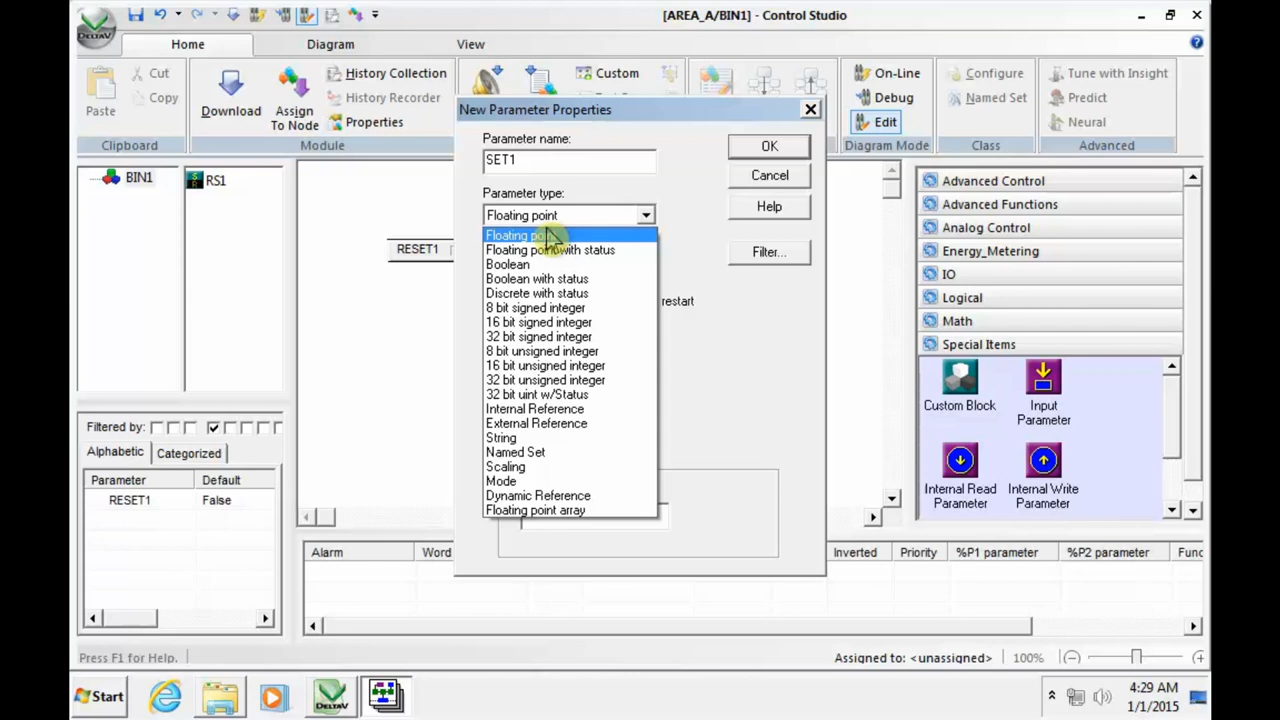 [AREA_A/BIN1] - Control Studio
DELTAV
Home
Diagram
View
Paste
Cut
Copy
Clipboard
Download
Assign
To Node
History Collection
History Recorder
Properties
Module
Custom
On-Line
Debug
Edit
Diagram Mode
Configure
Named Set
Class
Tune with Insight
Predict
Neural
Advanced
BIN1
RS1
RESET1
New Parameter Properties
Parameter name:
SET1
Parameter type:
Floating point
OK
Cancel
Help
Filter...
restart
Floating point with status
Boolean
Boolean with status
Discrete with status
8 bit signed integer
16 bit signed integer
32 bit signed integer
8 bit unsigned integer
16 bit unsigned integer
32 bit unsigned integer
32 bit uint w/Status
Internal Reference
External Reference
String
Named Set
Scaling
Mode
Dynamic Reference
Floating point array
Advanced Control
Advanced Functions
Analog Control
Energy_Metering
IO
Logical
Math
Special Items
Custom Block
Input
Parameter
Internal Read
Parameter
Internal Write
Parameter
Filtered by:
Alphabetic
Categorized
Parameter
Default
RESET1
False
Alarm
Word
Inverted
Priority
%P1 parameter
%P2 parameter
Func
Press F1 for Help.
Assigned to: <unassigned>
100%
Start
DELTAV
4:29 AM
1/1/2015